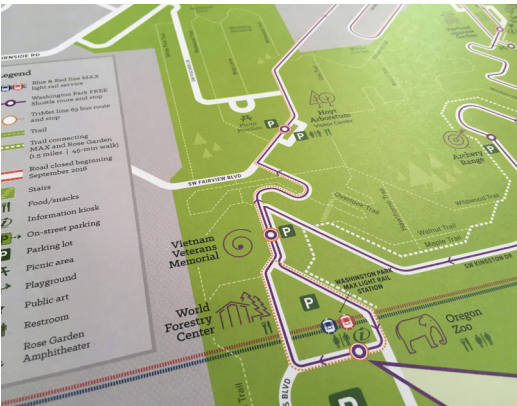 BURNSIDE RD
Legend
Blue & Red line MAX
light rail service
Washington Park FREE
Shuttle route and stop
TriMet line 63 bus route
and stop
Trail
Trail connecting
MAX and Rose Garden
(1.5 miles | 45-min walk)
Road closed beginning
September 2016
Stairs
Food/snacks
Information kiosk
On-street parking
P
Parking lot
Picnic area
Playground
Public art
Restroom
Rose Garden
Amphitheater
Hoyt
Arboretum
Visitor Center
Picnic
P
P
Archery
Range
SW FAIRVIEW BLVD
Overlook Trail
Wildwood Trail
Walnut Trail
Maple Trail
Vietnam
Veterans
Memorial
P
SW KINGSTON DR
WASHINGTON PARK
MAX LIGHT RAIL
STATION
P
World
Forestry
Center
Oregon
Zoo
Trail
S BLVD
P